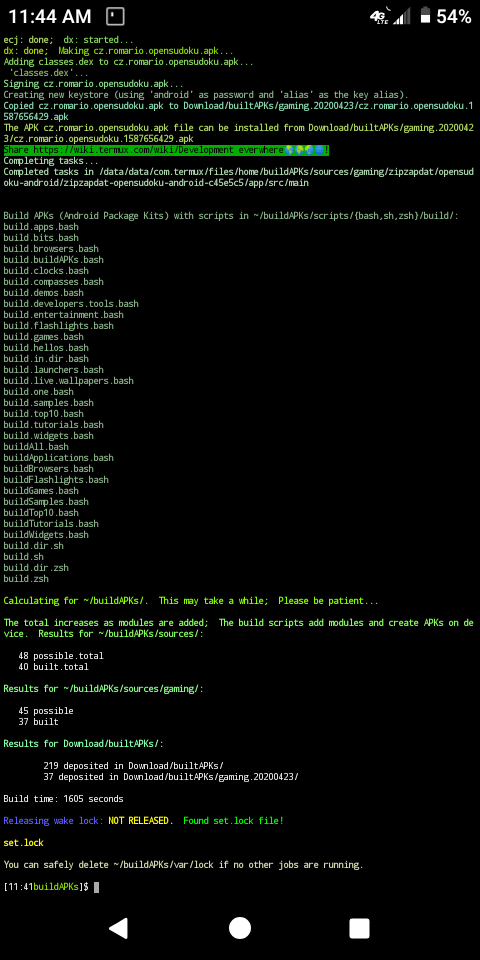 11:44 AM 4G LTE 54%
ecj: done;  dx: started...
dx: done;  Making cz.romario.opensudoku.apk...
Adding classes.dex to cz.romario.opensudoku.apk...
 'classes.dex'...
Signing cz.romario.opensudoku.apk...
Creating new keystore (using 'android' as password and 'alias' as the key alias).
Copied cz.romario.opensudoku.apk to Download/builtAPKs/gaming.20200423/cz.romario.opensudoku.1
587656429.apk
The APK cz.romario.opensudoku.apk file can be installed from Download/builtAPKs/gaming.2020042
3/cz.romario.opensudoku.1587656429.apk
Share https://wiki.termux.com/wiki/Development everwhere🌎🌍🌏🌐!
Completing tasks...
Completed tasks in /data/data/com.termux/files/home/buildAPKs/sources/gaming/zipzapdat/opensud
oku-android/zipzapdat-opensudoku-android-c45e5c5/app/src/main
Build APKs (Android Package Kits) with scripts in ~/buildAPKs/scripts/{bash,sh,zsh}/build/:
build.apps.bash
build.bits.bash
build.browsers.bash
build.buildAPKs.bash
build.clocks.bash
build.compasses.bash
build.demos.bash
build.developers.tools.bash
build.entertainment.bash
build.flashlights.bash
build.games.bash
build.hellos.bash
build.in.dir.bash
build.launchers.bash
build.live.wallpapers.bash
build.one.bash
build.samples.bash
build.top10.bash
build.tutorials.bash
build.widgets.bash
buildAll.bash
buildApplications.bash
buildBrowsers.bash
buildFlashlights.bash
buildGames.bash
buildSamples.bash
buildTop10.bash
buildTutorials.bash
buildWidgets.bash
build.dir.sh
build.sh
build.dir.zsh
build.zsh
Calculating for ~/buildAPKs/.  This may take a while;  Please be patient...
The total increases as modules are added;  The build scripts add modules and create APKs on de
vice.  Results for ~/buildAPKs/sources/:
48 possible.total
40 built.total
Results for ~/buildAPKs/sources/gaming/:
45 possible
37 built
Results for Download/builtAPKs/:
219 deposited in Download/builtAPKs/
37 deposited in Download/builtAPKs/gaming.20200423/
Build time: 1605 seconds
Releasing wake lock: NOT RELEASED.  Found set.lock file!
set.lock
You can safely delete ~/buildAPKs/var/lock if no other jobs are running.
[11:41buildAPKs]$